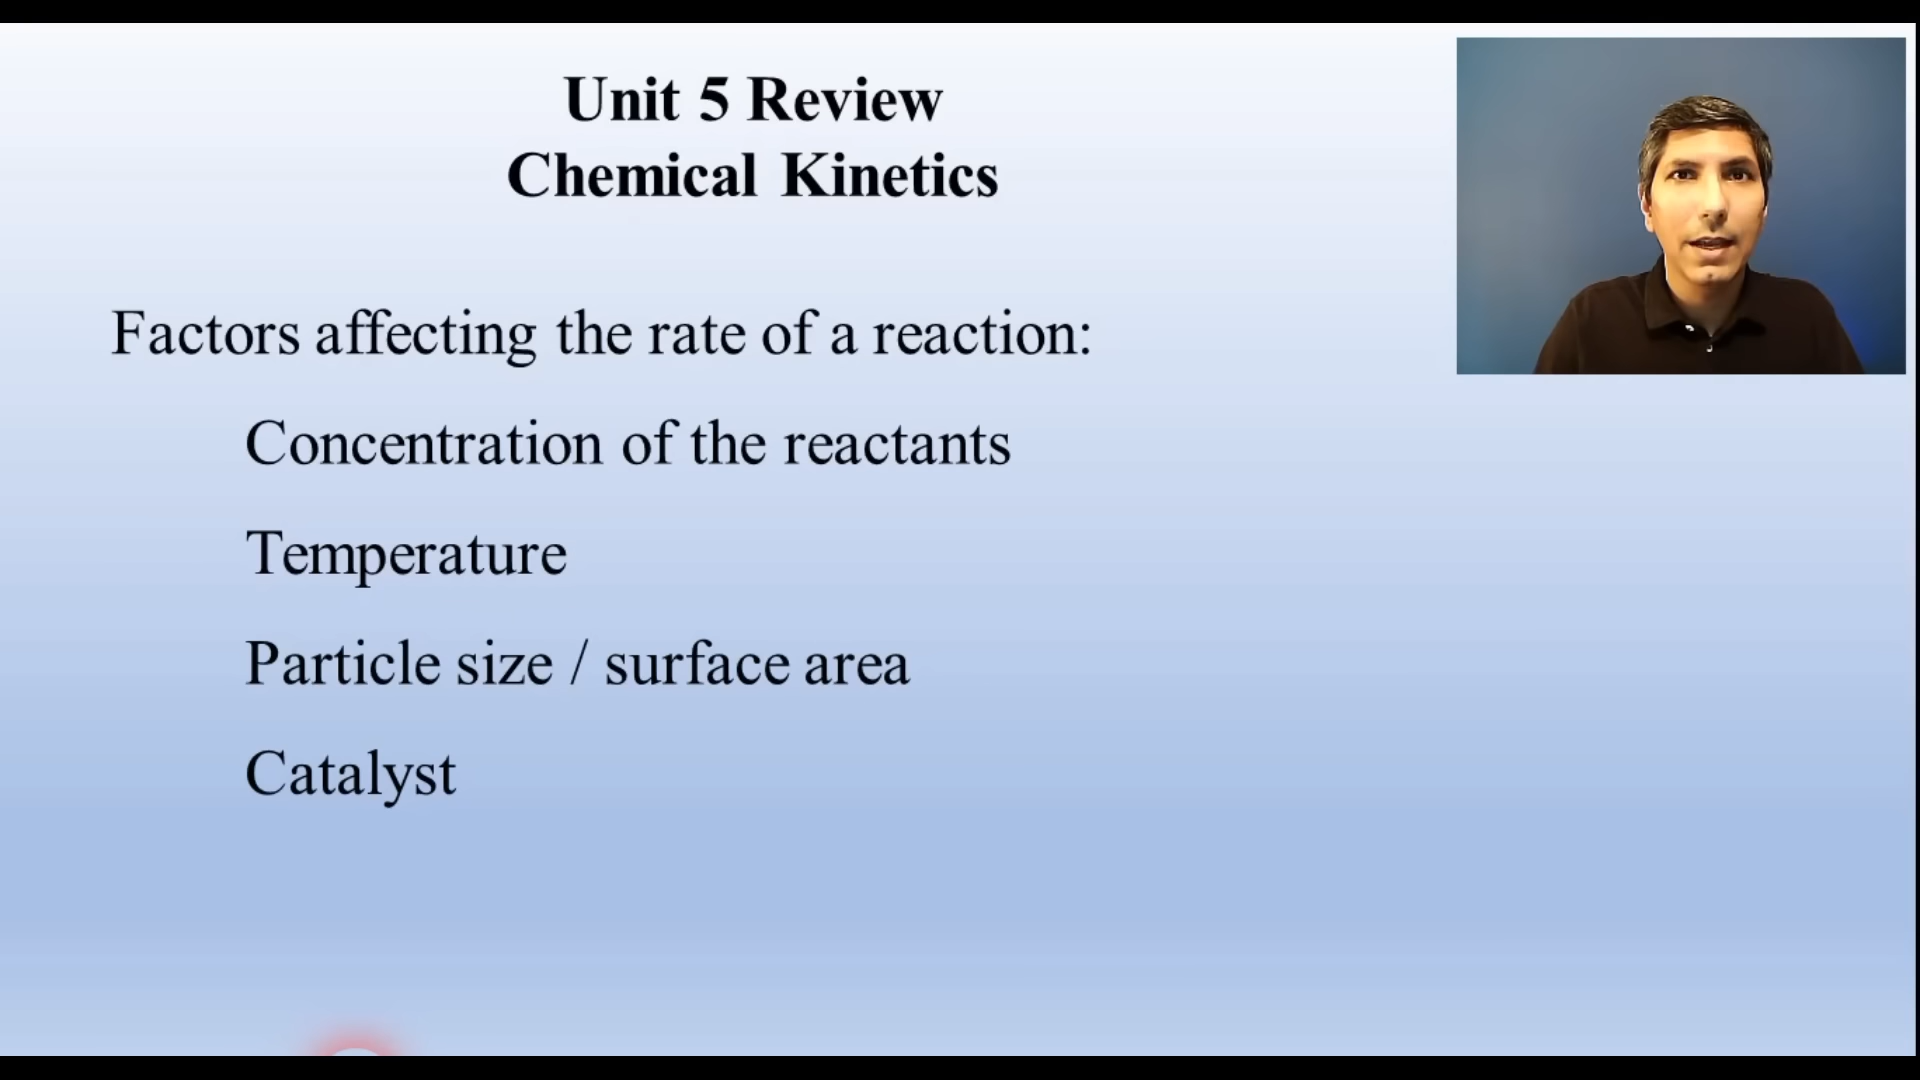 Unit 5 Review
Chemical Kinetics
Factors affecting the rate of a reaction:
Concentration of the reactants
Temperature
Particle size / surface area
Catalyst